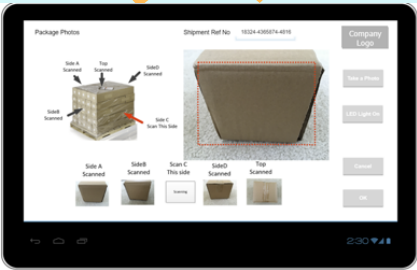 Package Photos
Shipment Ref No 16324-4365874-4816
Company
Logo
Side A
Scanned
Top
Scanned
SideD
Scanned
SideB
Scanned
Side C
Scan This Side
Take a Photo
LED Light On
Side A
Scanned
SideB
Scanned
Scan C
This side
SideD
Scanned
Top
Scanned
Scanning
Cancel
OK
2:30